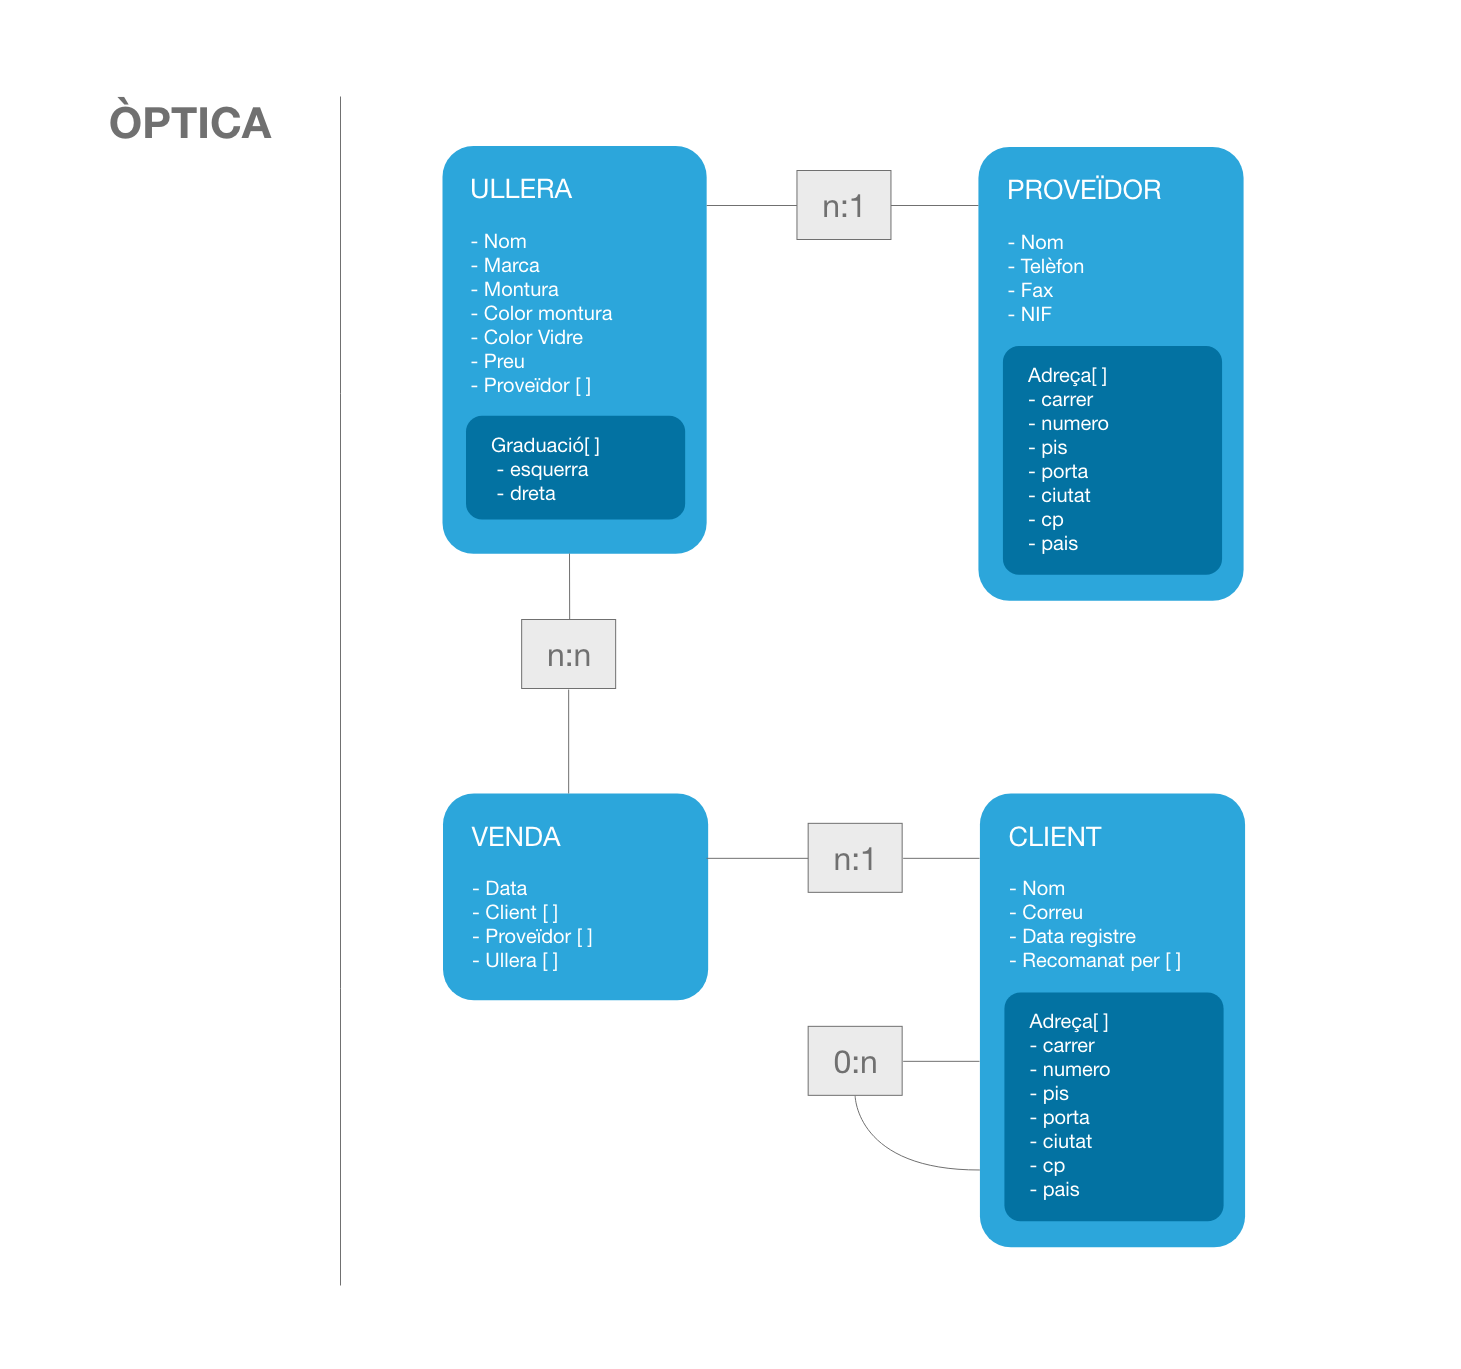 ÒPTICA
ULLERA
- Nom
- Marca
- Montura
- Color montura
- Color Vidre
- Preu
- Proveïdor [ ]
Graduació[ ]
- esquerra
- dreta
n:1
PROVEÏDOR
- Nom
- Telèfon
- Fax
- NIF
Adreça[ ]
- carrer
- numero
- pis
- porta
- ciutat
- cp
- pais
n:n
VENDA
- Data
- Client [ ]
- Proveïdor [ ]
- Ullera [ ]
n:1
CLIENT
- Nom
- Correu
- Data registre
- Recomanat per [ ]
Adreça[ ]
- carrer
- numero
- pis
- porta
- ciutat
- cp
- pais
0:n